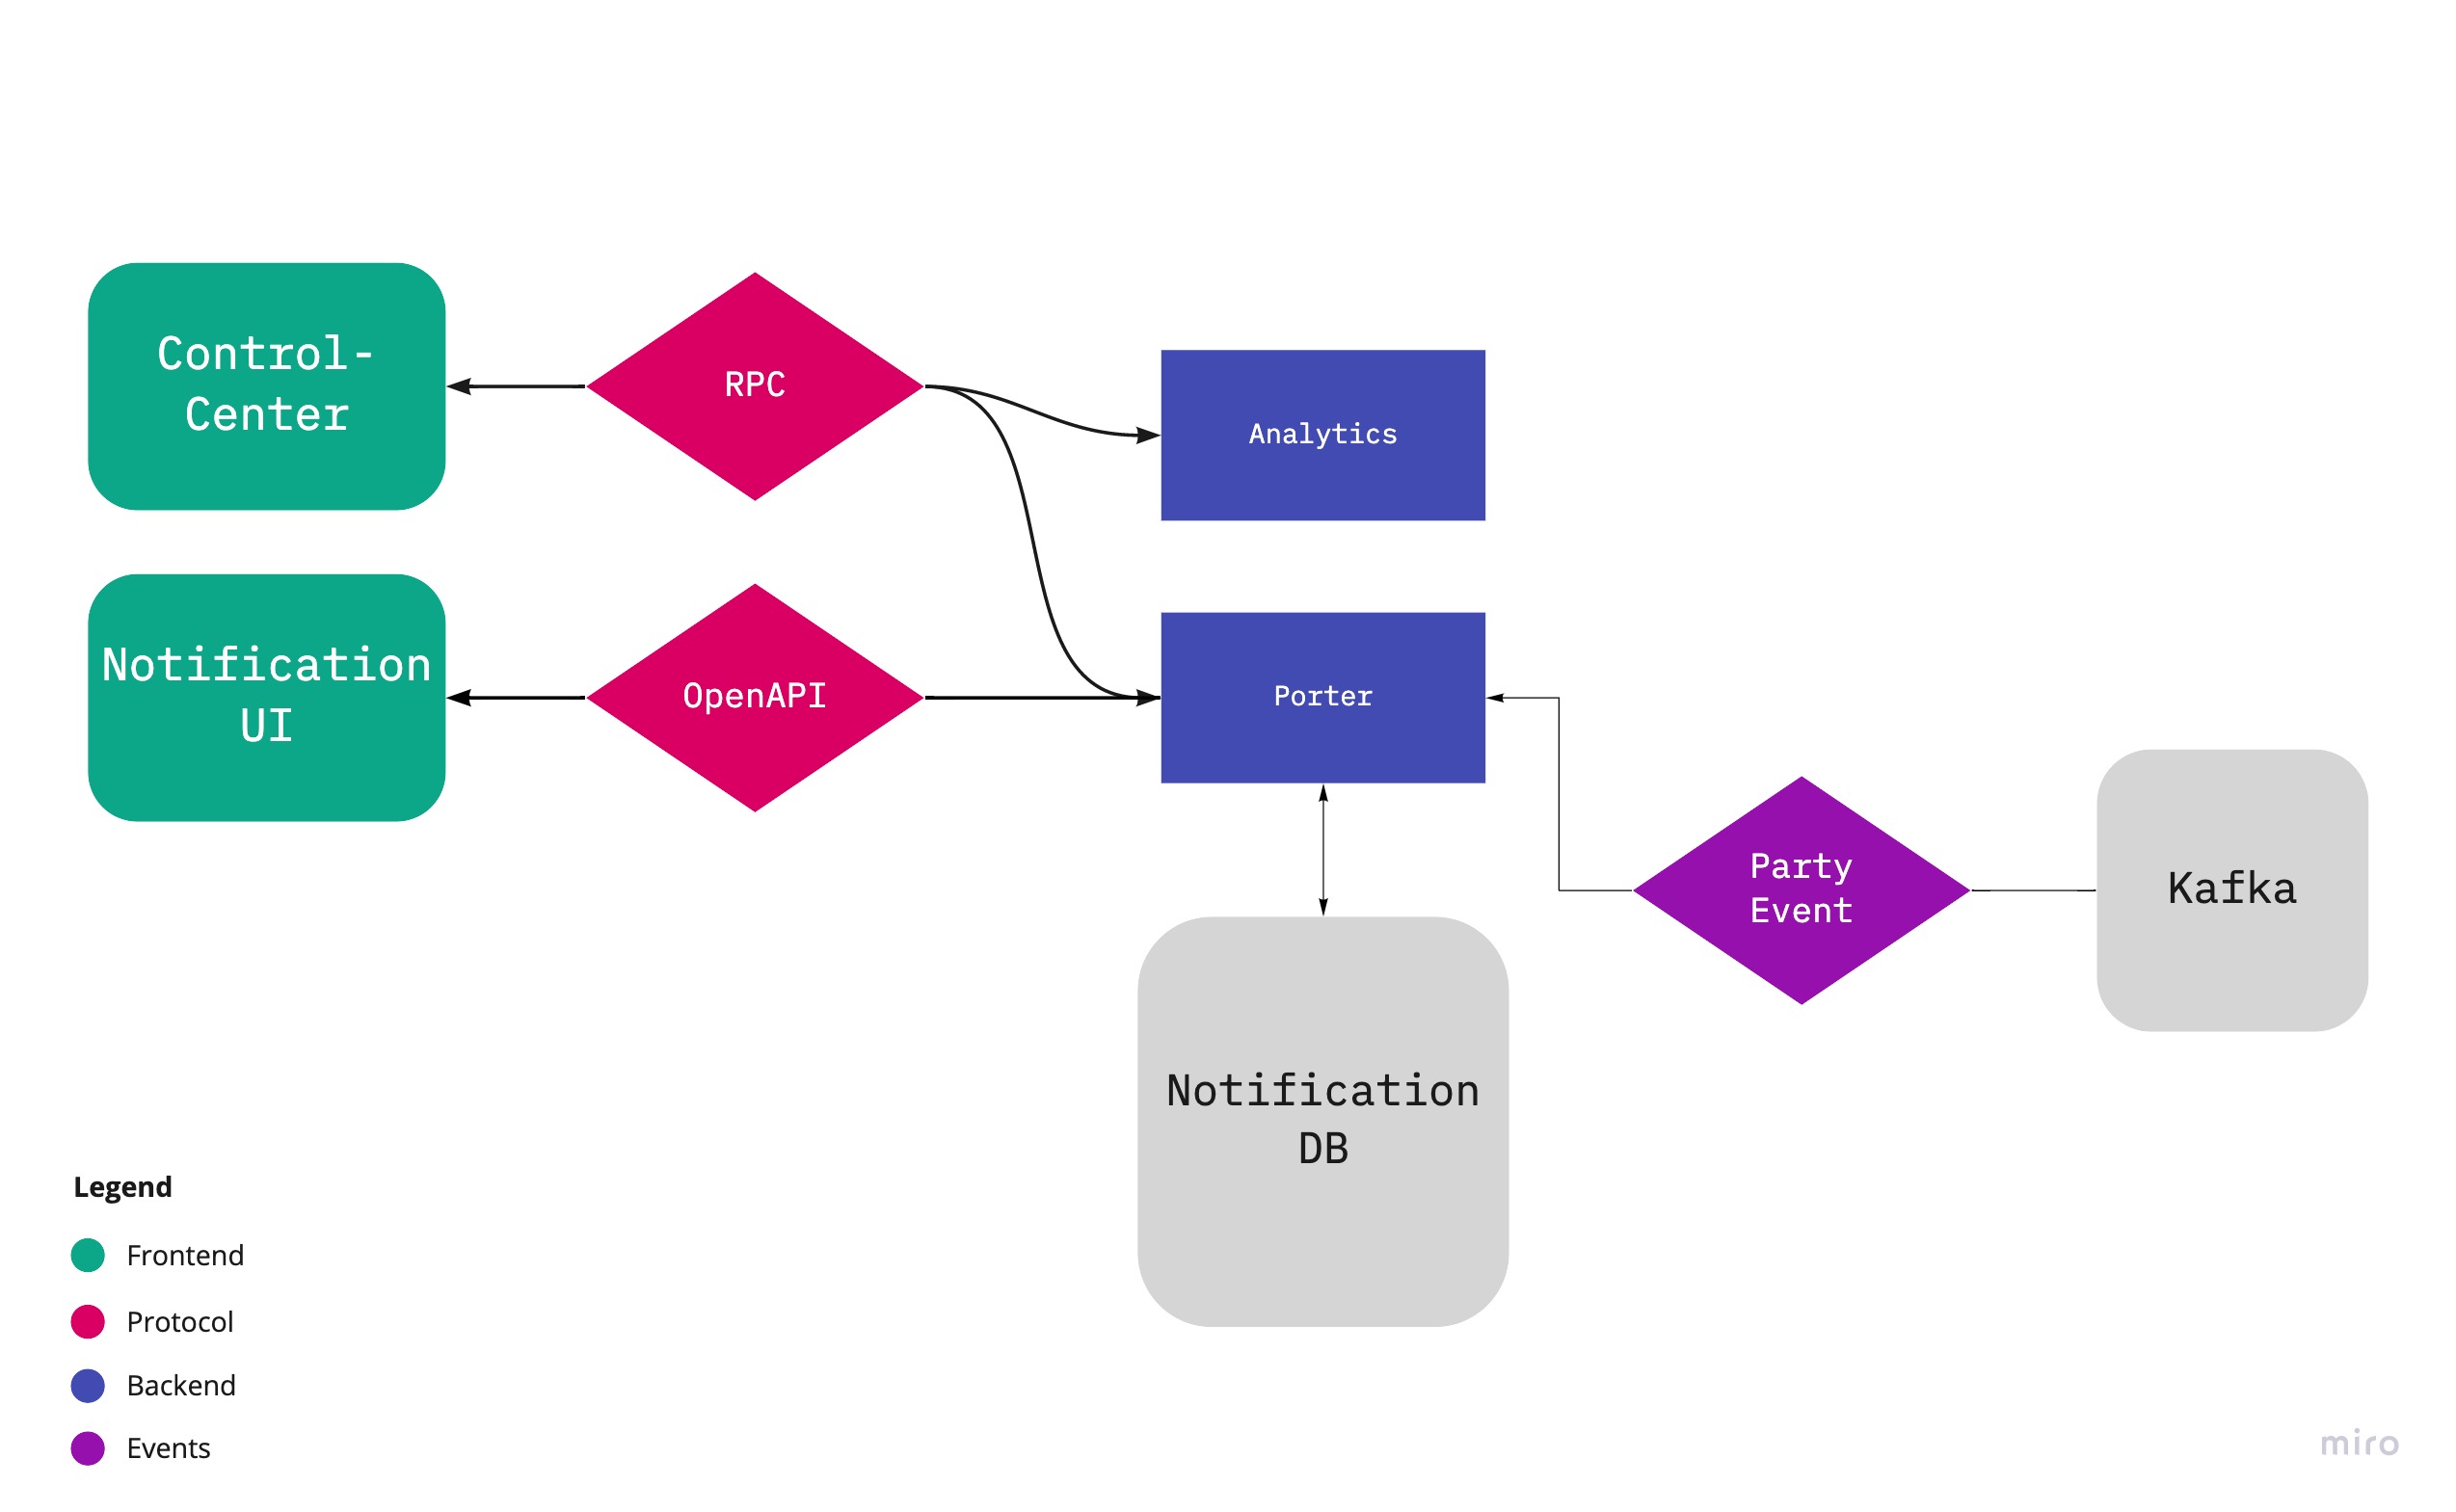 Control-
Center
RPC
Analytics
Notification
UI
OpenAPI
Porter
Party
Event
Kafka
Notification
DB
Legend
Frontend
Protocol
Backend
Events
miro